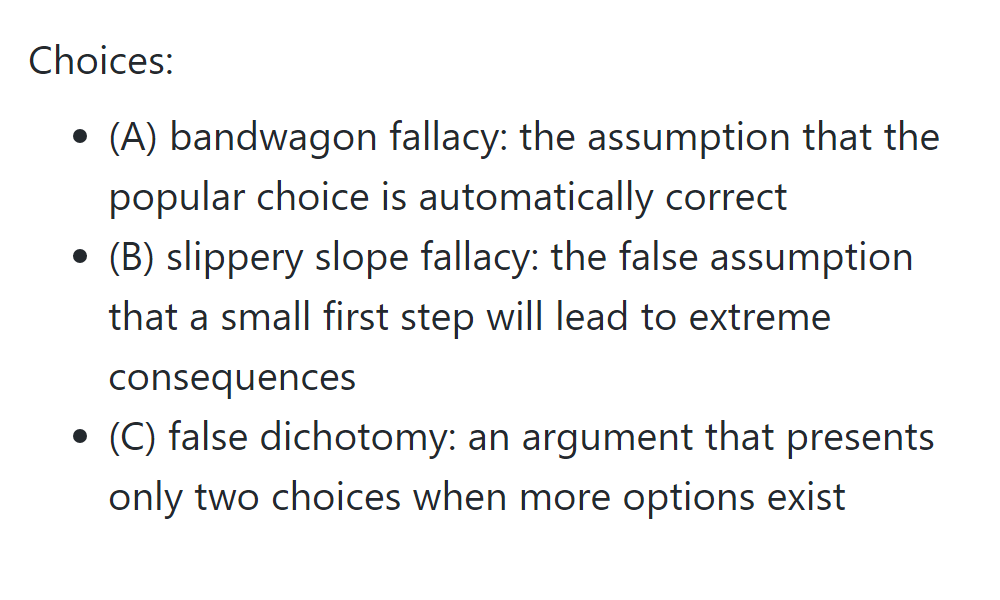 Choices:
• (A) bandwagon fallacy: the assumption that the
popular choice is automatically correct
• (B) slippery slope fallacy: the false assumption
that a small first step will lead to extreme
consequences
• (C) false dichotomy: an argument that presents
only two choices when more options exist